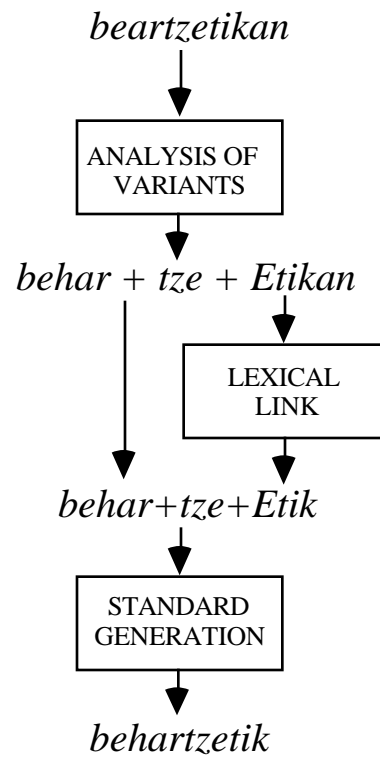 beartzetikan
ANALYSIS OF
VARIANTS
behar + tze + Etikan
LEXICAL
LINK
behar+tze+Etik
STANDARD
GENERATION
behartzetik